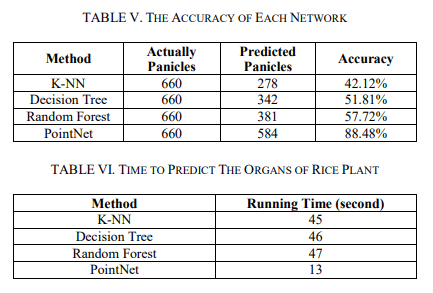 TABLE V. THE ACCURACY OF EACH NETWORK
Method Actually Panicles Predicted Panicles Accuracy
K-NN 660 278 42.12%
Decision Tree 660 342 51.81%
Random Forest 660 381 57.72%
PointNet 660 584 88.48%
TABLE VI. TIME TO PREDICT THE ORGANS OF RICE PLANT
Method Running Time (second)
K-NN 45
Decision Tree 46
Random Forest 47
PointNet 13